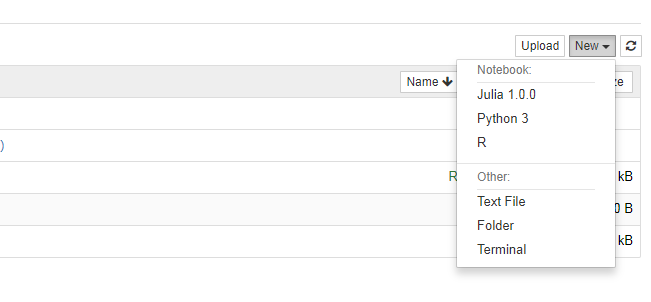 Upload New
Notebook:
Name ze
Julia 1.0.0
Python 3
R
)
Other:
R kB
Text File
0 B
Folder
kB
Terminal